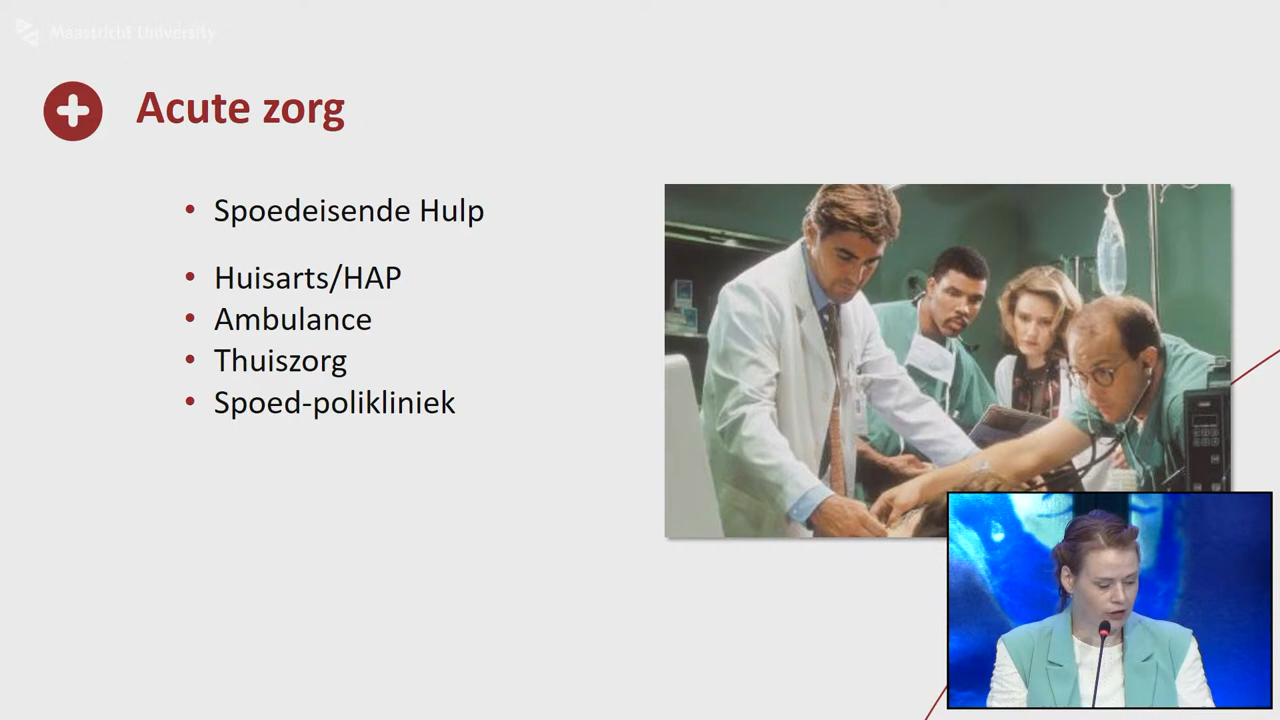 Maastricht University
Acute zorg
• Spoedeisende Hulp
• Huisarts/HAP
• Ambulance
• Thuiszorg
• Spoed-polikliniek